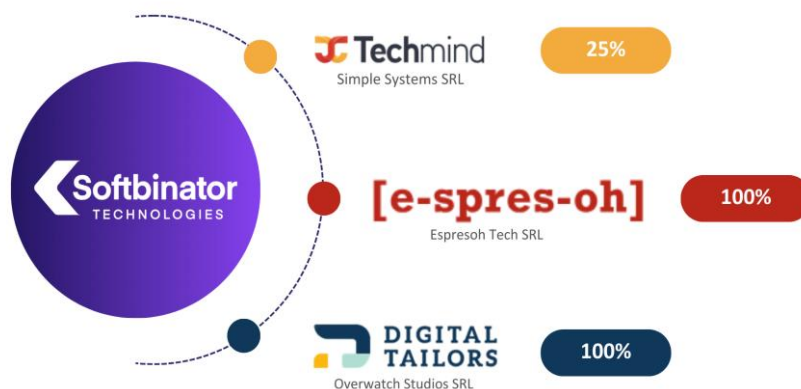 Techmind
25%
Simple Systems SRL
Softbinator
TECHNOLOGIES
[e-spres-oh]
100%
Espresoh Tech SRL
DIGITAL
TAILORS
100%
Overwatch Studios SRL